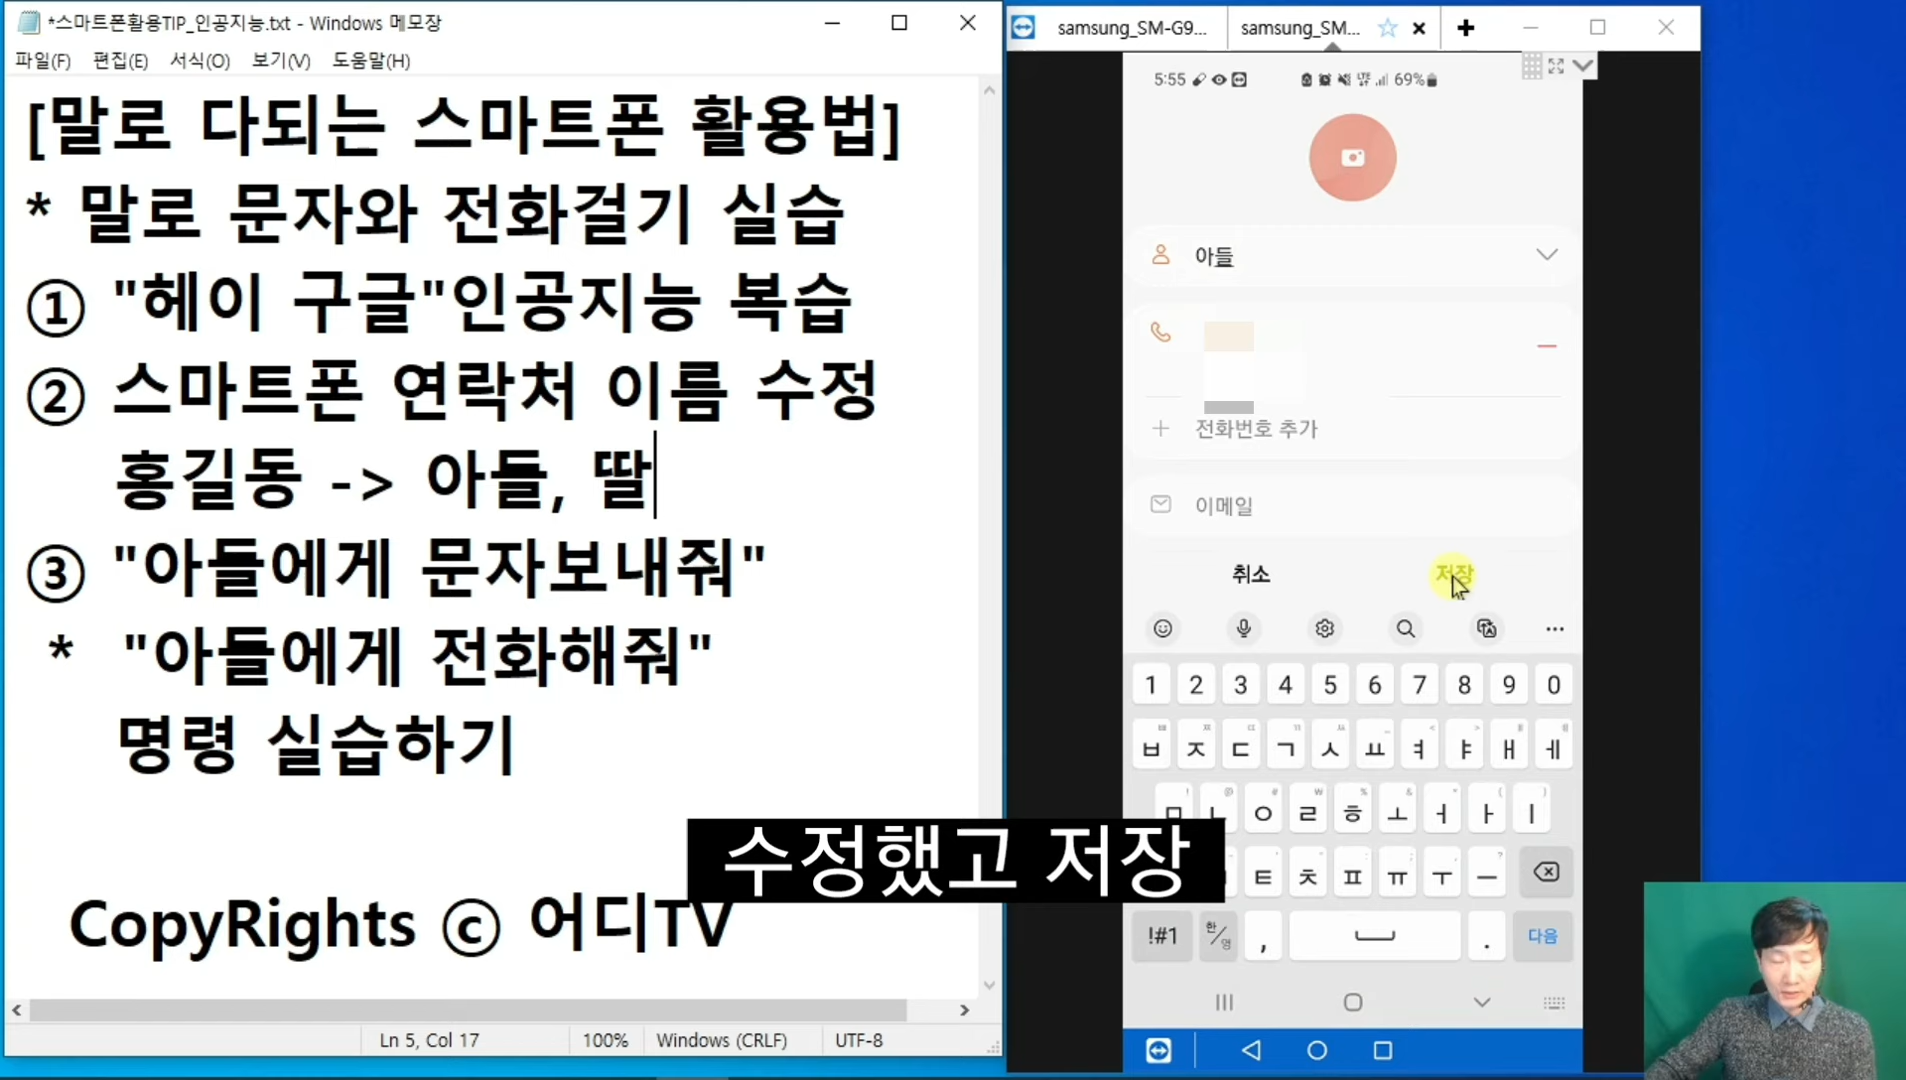 *스마트폰활용TIP_인공지능.txt - Windows 메모장
파일(F) 편집(E) 서식(O) 보기(V) 도움말(H)
[말로 다되는 스마트폰 활용법]
* 말로 문자와 전화걸기 실습
① "헤이 구글"인공지능 복습
② 스마트폰 연락처 이름 수정
홍길동 -> 아들, 딸
③ "아들에게 문자보내줘"
* "아들에게 전화해줘"
명령 실습하기
CopyRights ⓒ 어디TV
Ln 5, Col 17 100% Windows (CRLF) UTF-8
samsung_SM-G9... samsung_SM...
5:55 LTE 69%
아들
전화번호 추가
이메일
취소 저장
1 2 3 4 5 6 7 8 9 0
ㅂ ㅈ ㄷ ㄱ ㅅ ㅛ ㅕ ㅑ ㅐ ㅔ
ㅁ ㄴ ㅇ ㄹ ㅎ ㅗ ㅓ ㅏ ㅣ
ㅌ ㅊ ㅍ ㅠ ㅜ ㅡ
!#1 한/영 , . 다음
수정했고 저장